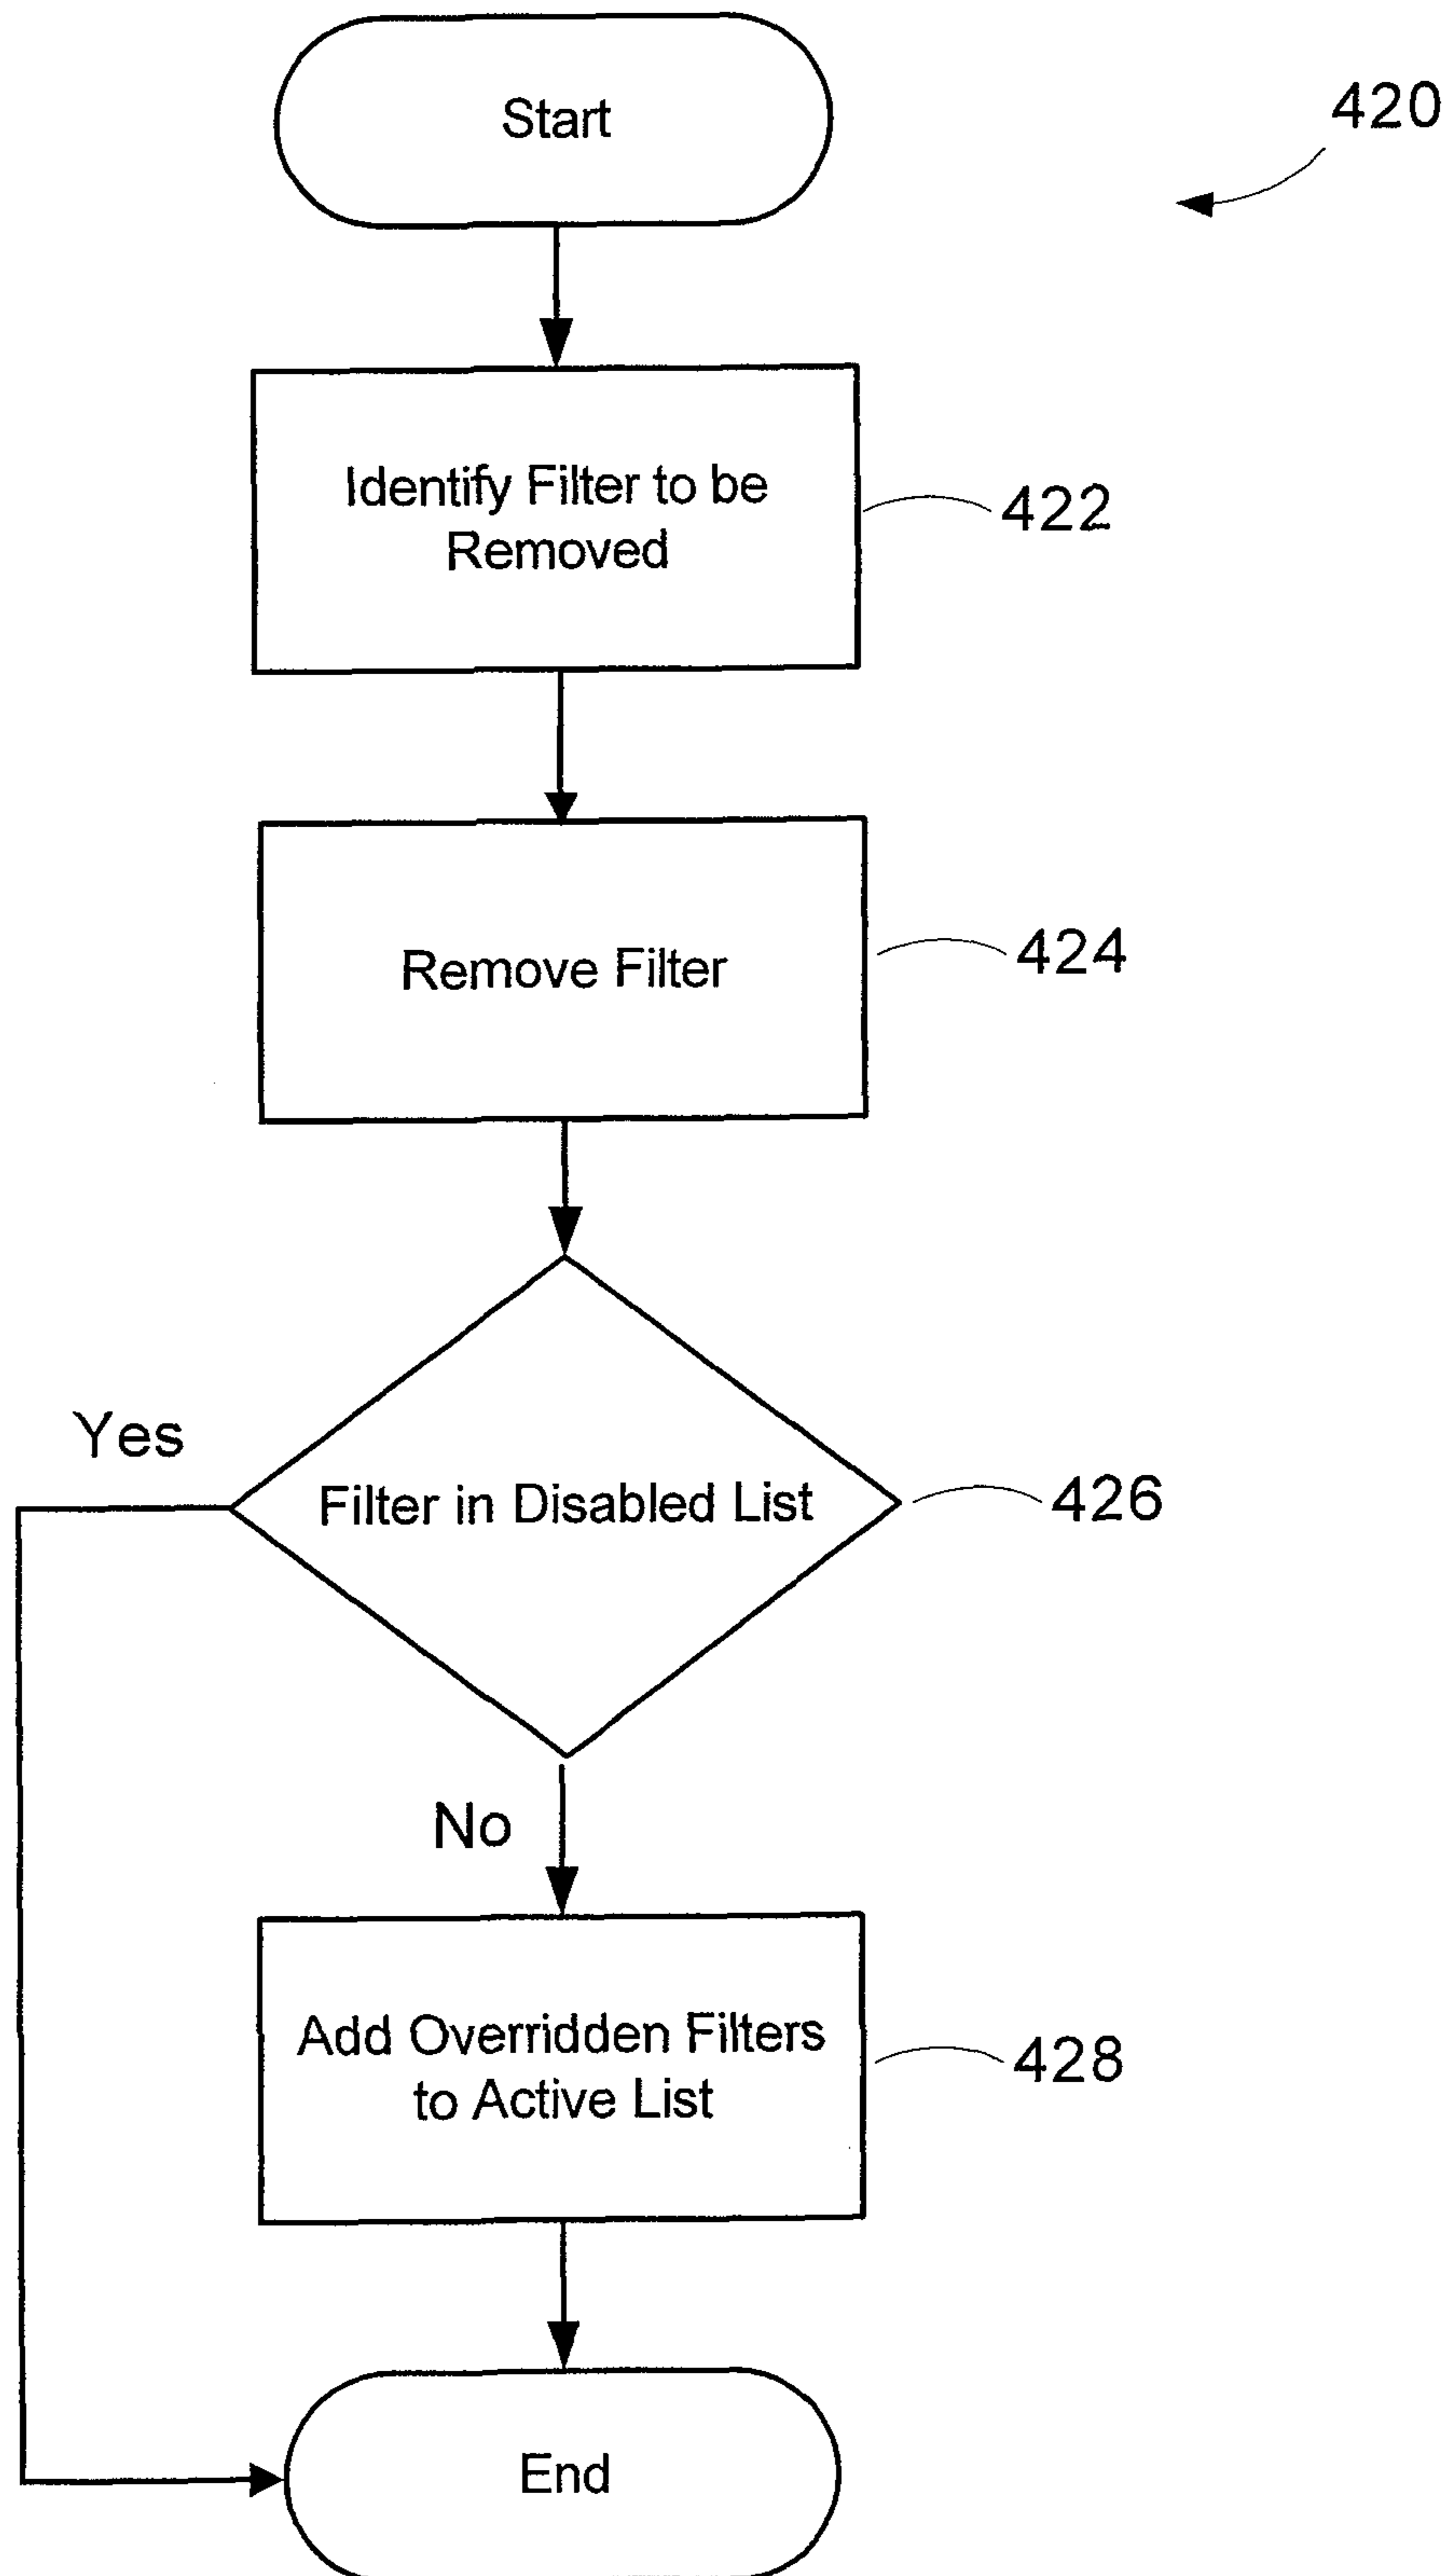 Start
420
Identify Filter to be
Removed
422
Remove Filter
424
Yes
Filter in Disabled List
426
No
Add Overridden Filters
to Active List
428
End